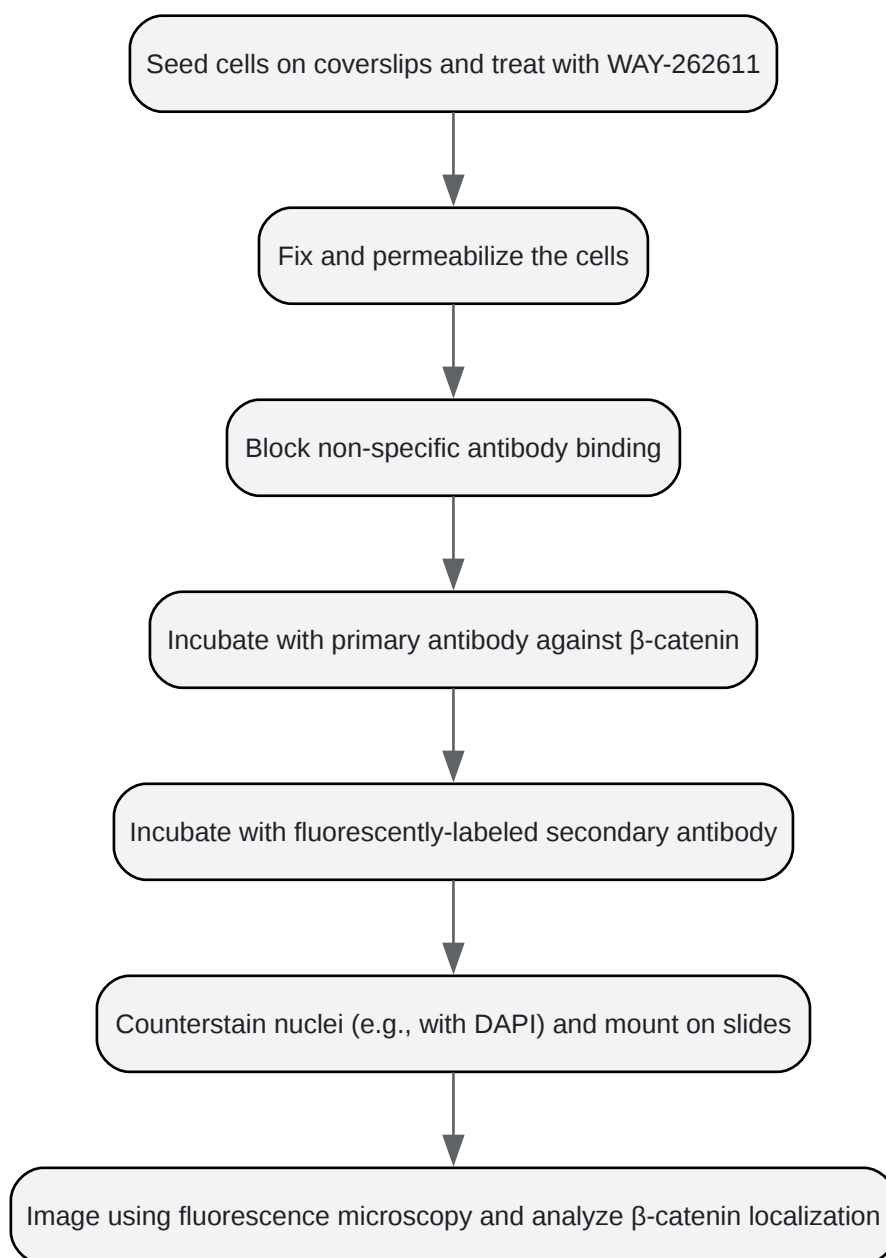 Seed cells on coverslips and treat with WAY-262611
Fix and permeabilize the cells
Block non-specific antibody binding
Incubate with primary antibody against β-catenin
Incubate with fluorescently-labeled secondary antibody
Counterstain nuclei (e.g., with DAPI) and mount on slides
Image using fluorescence microscopy and analyze β-catenin localization